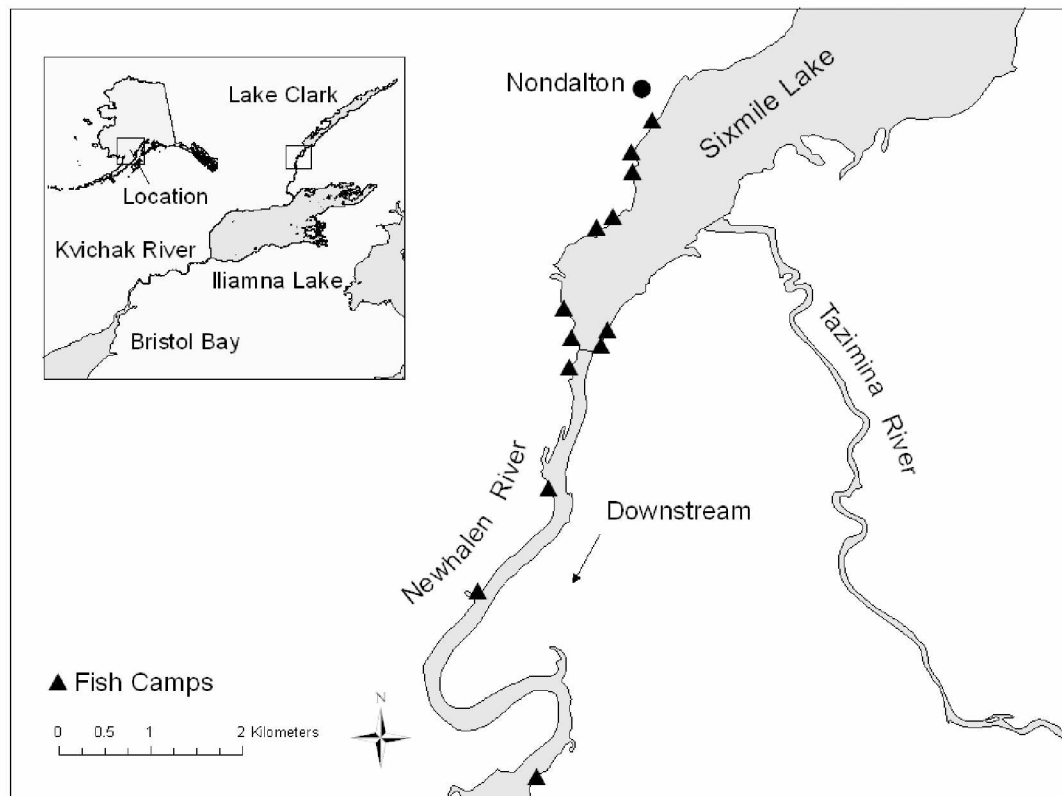 Lake Clark
Location
Kvichak River
Iliamna Lake
Bristol Bay
Nondalton
Sixmile Lake
Tazimina River
Newhalen River
Downstream
Fish Camps
0 0.5 1 2 Kilometers
N